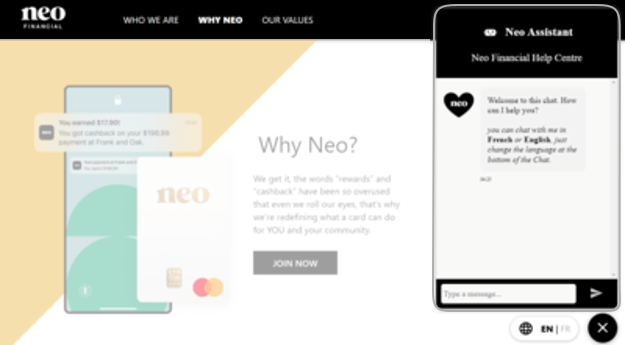 neo
FINANCIAL
WHO WE ARE
WHY NEO
OUR VALUES
You earned $17.90!
You got cashback on your $198.99
payment at Frank and Oak.
neo
Why Neo?
We get it, the words "rewards" and
"cashback" have been so overused
that even we roll our eyes, that's why
we're redefining what a card can do
for YOU and your community.
JOIN NOW
Neo Assistant
Neo Financial Help Centre
neo
Welcome to this chat. How
can I help you?
you can chat with me in
French or English, just
change the language at the
bottom of the Chat.
Type a message...
EN | FR